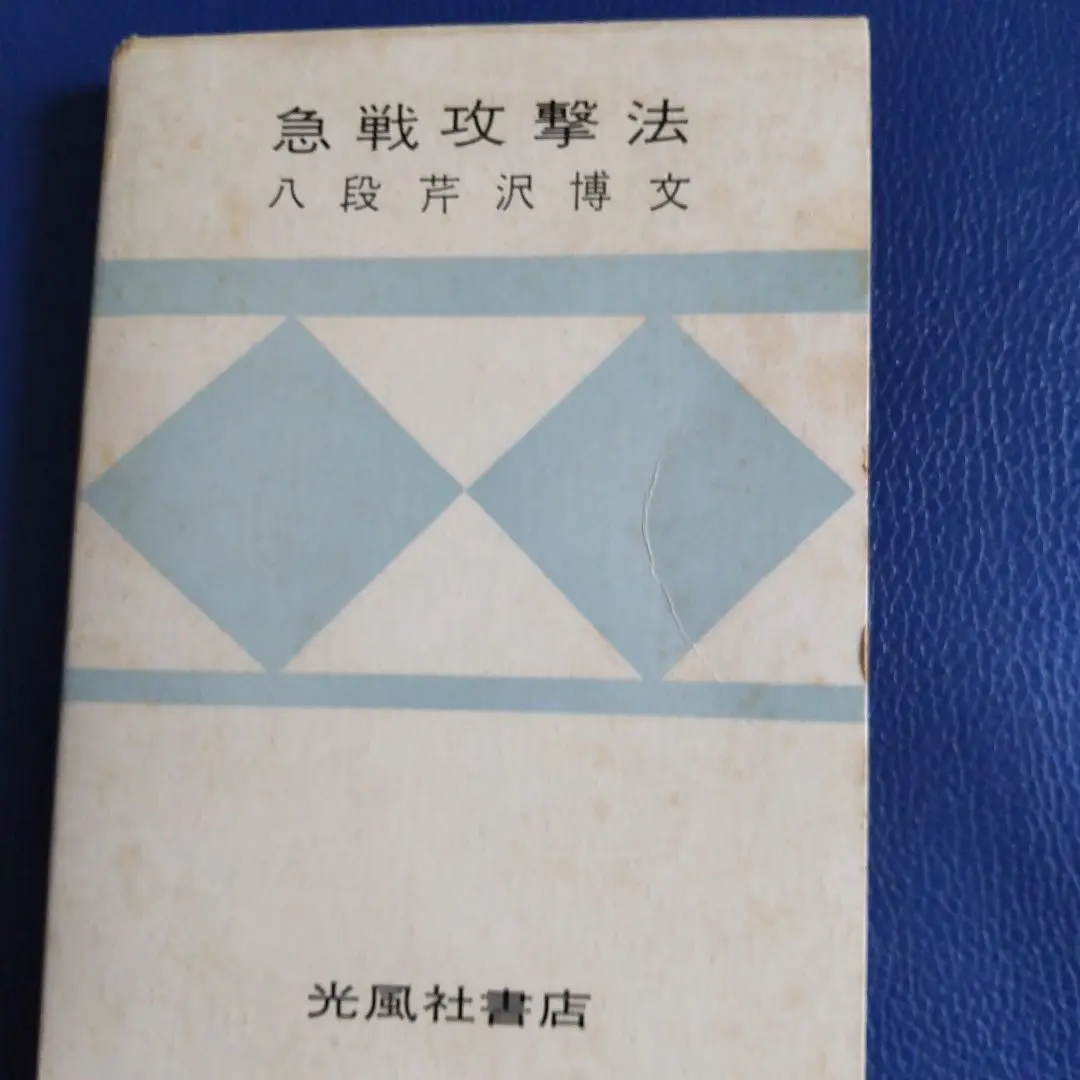 急戦攻撃法
八段芹沢博文
光風社書店